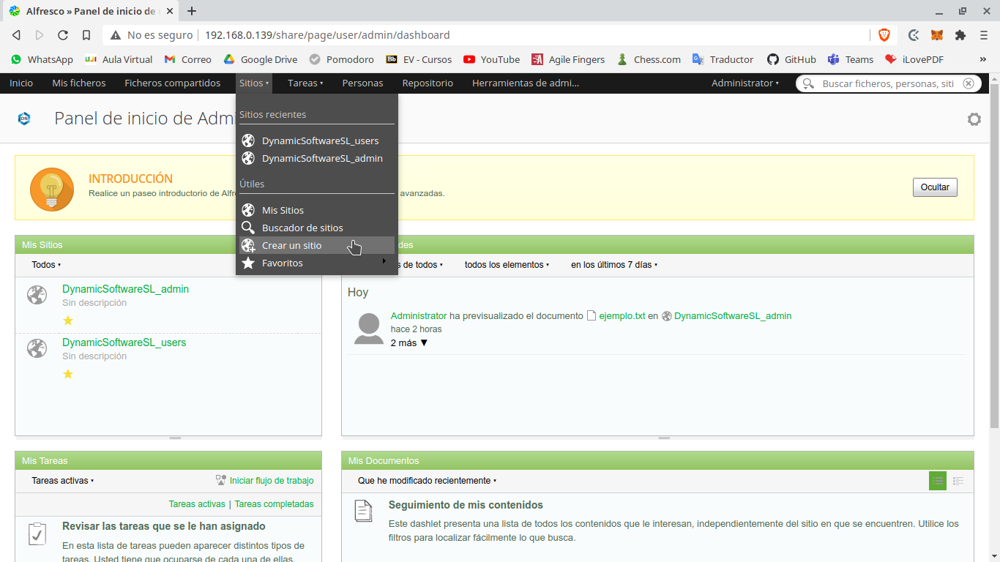 Alfresco » Panel de inicio de
No es seguro 192.168.0.139/share/page/user/admin/dashboard
WhatsApp Aula Virtual Correo Google Drive Pomodoro Bb EV - Cursos YouTube Agile Fingers Chess.com Traductor GitHub Teams iLovePDF »
Inicio Mis ficheros Ficheros compartidos Sitios Tareas Personas Repositorio Herramientas de admi... Administrator Buscar ficheros, personas, siti
DS Panel de inicio de Admi
Sitios recientes
DynamicSoftwareSL_users
DynamicSoftwareSL_admin
Útiles
Mis Sitios
Buscador de sitios
Crear un sitio
Favoritos
INTRODUCCIÓN
Realice un paseo introductorio de Alfre avanzadas.
Ocultar
Mis Sitios
Todos
DynamicSoftwareSL_admin
Sin descripción
DynamicSoftwareSL_users
Sin descripción
des
s de todos todos los elementos en los últimos 7 días
Hoy
Administrator ha previsualizado el documento ejemplo.txt en DynamicSoftwareSL_admin
hace 2 horas
2 más ▼
Mis Tareas
Tareas activas Iniciar flujo de trabajo
Tareas activas | Tareas completadas
Revisar las tareas que se le han asignado
En esta lista de tareas pueden aparecer distintos tipos de
tareas. Usted tiene que ocuparse de cada una de ellas,
Mis Documentos
Que he modificado recientemente
Seguimiento de mis contenidos
Este dashlet presenta una lista de todos los contenidos que le interesan, independientemente del sitio en que se encuentren. Utilice los
filtros para localizar fácilmente lo que busca.